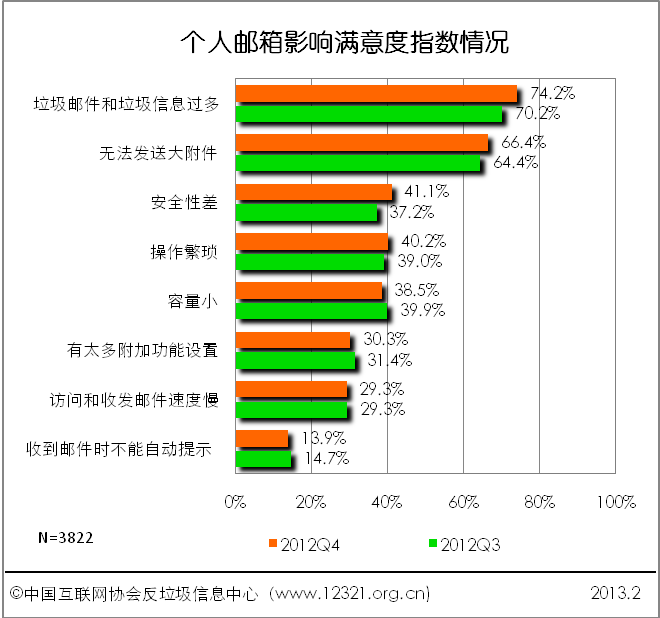 个人邮箱影响满意度指数情况
垃圾邮件和垃圾信息过多 74.2% 70.2%
无法发送大附件 66.4% 64.4%
安全性差 41.1% 37.2%
操作繁琐 40.2% 39.0%
容量小 38.5% 39.9%
有太多附加功能设置 30.3% 31.4%
访问和收发邮件速度慢 29.3% 29.3%
收到邮件时不能自动提示 13.9% 14.7%
0% 20% 40% 60% 80% 100%
N=3822
2012Q4 2012Q3
©中国互联网协会反垃圾信息中心（www.12321.org.cn) 2013.2